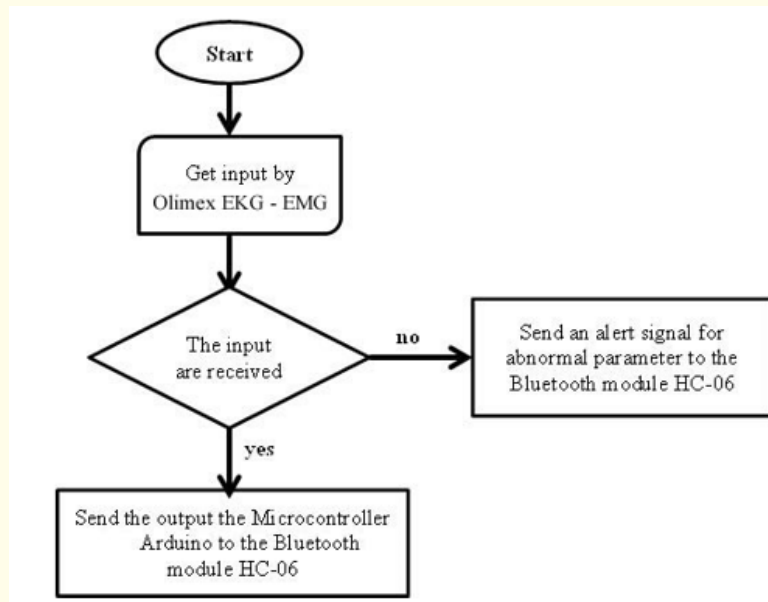 Start
Get input by
Olimex EKG - EMG
The input
are received
no
Send an alert signal for
abnormal parameter to the
Bluetooth module HC-06
yes
Send the output the Microcontroller
Arduino to the Bluetooth
module HC-06